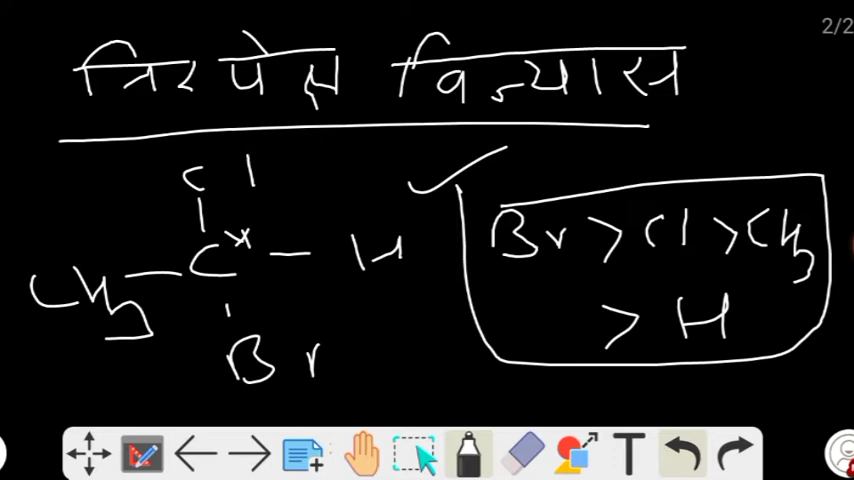 2/2
निरपेक्ष विन्यास
Cl
CH3 — C* — H
Br
Br > Cl > CH3
> H
T